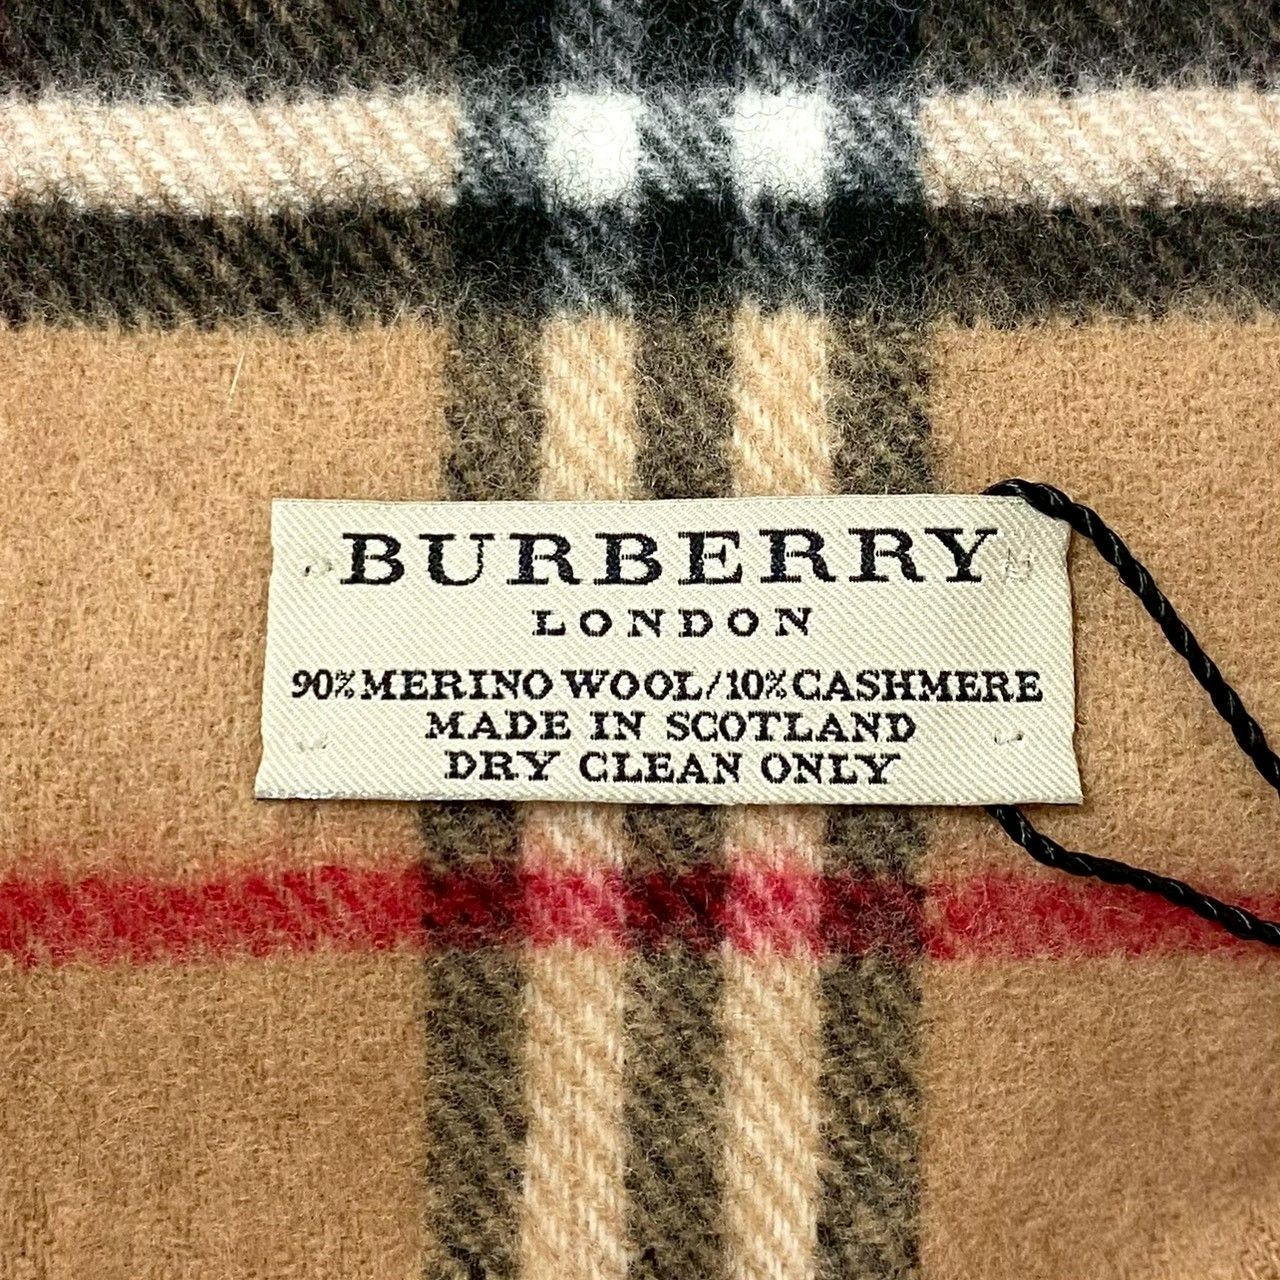 BURBERRY
LONDON
90% MERINO WOOL/10% CASHMERE
MADE IN SCOTLAND
DRY CLEAN ONLY